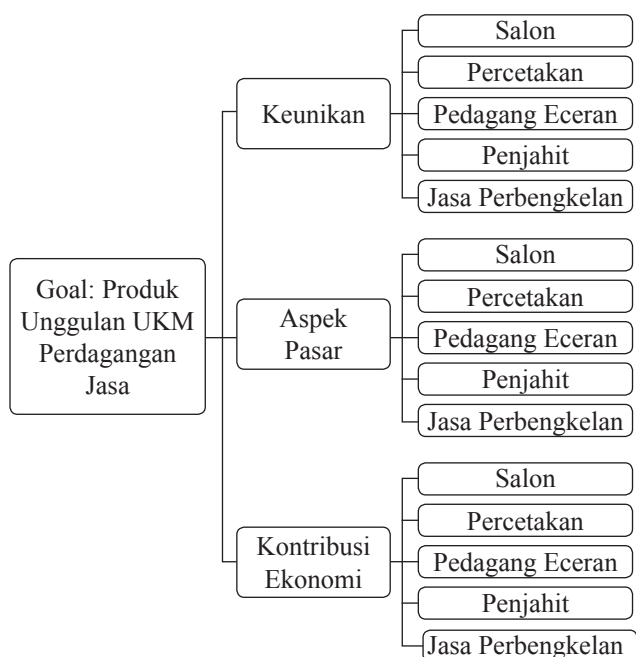 Goal: Produk
Unggulan UKM
Perdagangan
Jasa
Keunikan
Salon
Percetakan
Pedagang Eceran
Penjahit
Jasa Perbengkelan
Aspek
Pasar
Salon
Percetakan
Pedagang Eceran
Penjahit
Jasa Perbengkelan
Kontribusi
Ekonomi
Salon
Percetakan
Pedagang Eceran
Penjahit
Jasa Perbengkelan